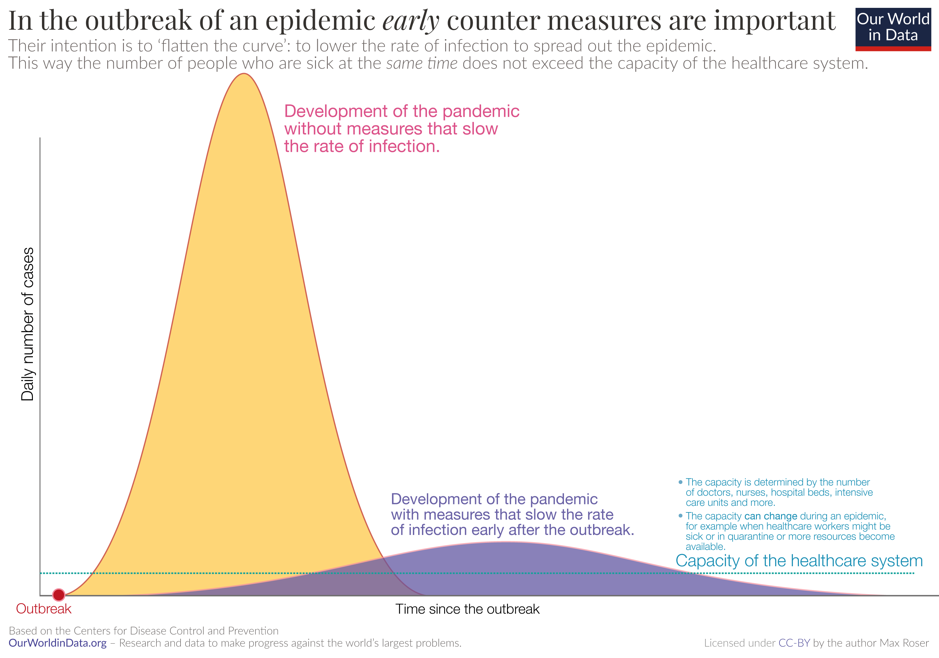 In the outbreak of an epidemic early counter measures are important
Our World
in Data
Their intention is to ‘flatten the curve’: to lower the rate of infection to spread out the epidemic.
This way the number of people who are sick at the same time does not exceed the capacity of the healthcare system.
Development of the pandemic
without measures that slow
the rate of infection.
Daily number of cases
Development of the pandemic
with measures that slow the rate
of infection early after the outbreak.
• The capacity is determined by the number
of doctors, nurses, hospital beds, intensive
care units and more.
• The capacity can change during an epidemic,
for example when healthcare workers might be
sick or in quarantine or more resources become
available.
Capacity of the healthcare system
Outbreak
Time since the outbreak
Based on the Centers for Disease Control and Prevention
OurWorldinData.org – Research and data to make progress against the world’s largest problems.
Licensed under CC-BY by the author Max Roser